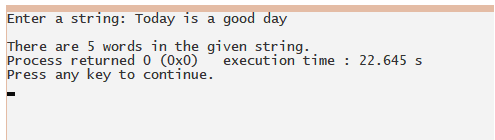 Enter a string: Today is a good day
There are 5 words in the given string.
Process returned 0 (0x0)   execution time : 22.645 s
Press any key to continue.